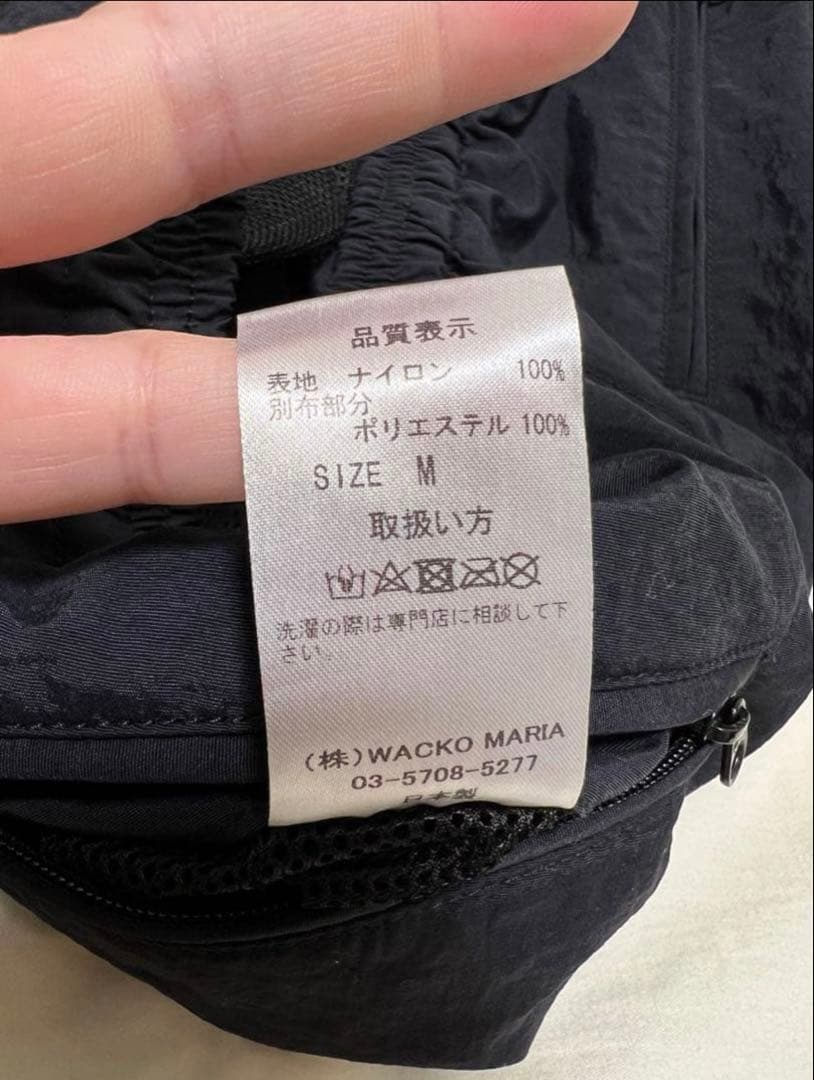 品質表示
表地 ナイロン 100%
別布部分
ポリエステル 100%
SIZE M
取扱い方
洗濯の際は専門店に相談して下
さい。
(株)WACKO MARIA
03-5708-5277
日本製